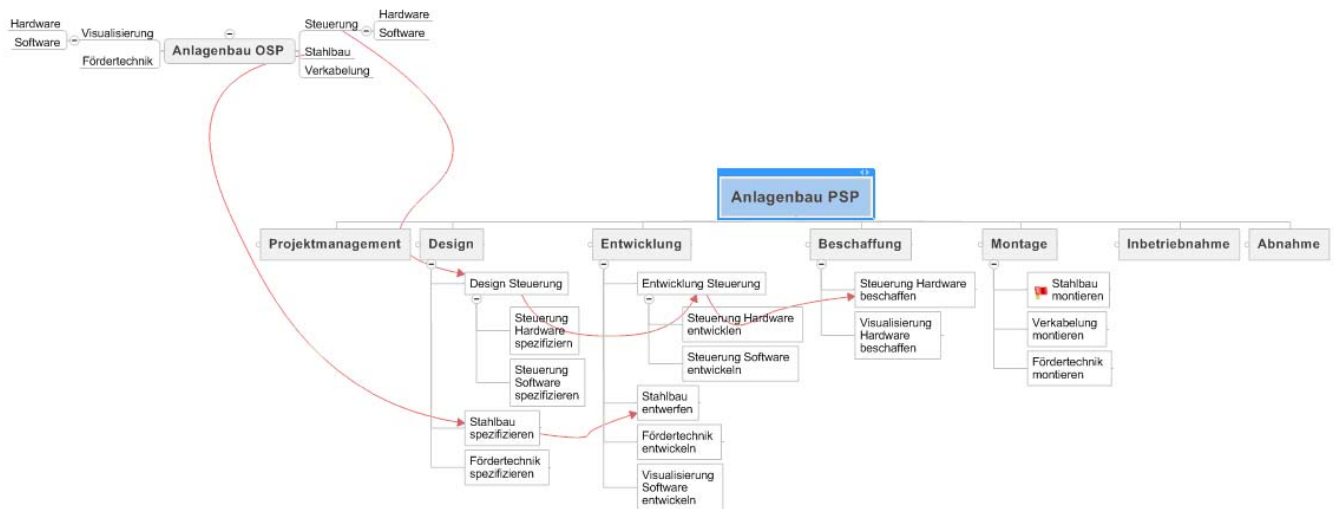 Hardware
Software
Visualisierung
Fördertechnik
Anlagenbau OSP
Steuerung
Hardware
Software
Stahlbau
Verkabelung
Anlagenbau PSP
Projektmanagement
Design
Entwicklung
Beschaffung
Montage
Inbetriebnahme
Abnahme
Design Steuerung
Steuerung
Hardware
spezifiziern
Steuerung
Software
spezifizieren
Stahlbau
spezifizieren
Fördertechnik
spezifizieren
Entwicklung Steuerung
Steuerung Hardware
entwicklen
Steuerung Software
entwickeln
Stahlbau
entwerfen
Fördertechnik
entwickeln
Visualisierung
Software
entwickeln
Steuerung Hardware
beschaffen
Visualisierung
Hardware
beschaffen
Stahlbau
montieren
Verkabelung
montieren
Fördertechnik
montieren